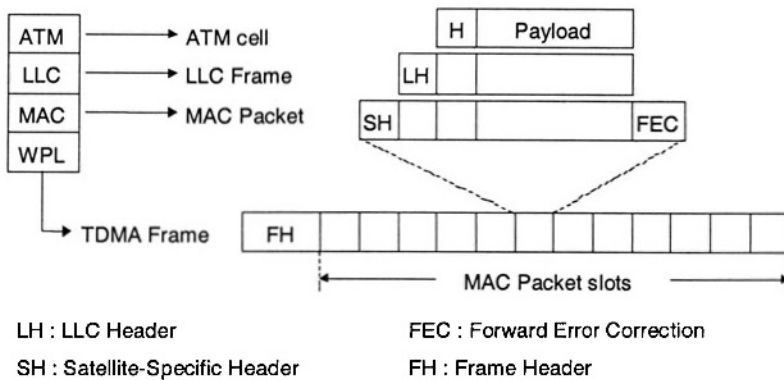 ATM
ATM cell
H
Payload
LLC
LLC Frame
LH
MAC
MAC Packet
SH
FEC
WPL
TDMA Frame
FH
MAC Packet slots
LH : LLC Header
FEC : Forward Error Correction
SH : Satellite-Specific Header
FH : Frame Header